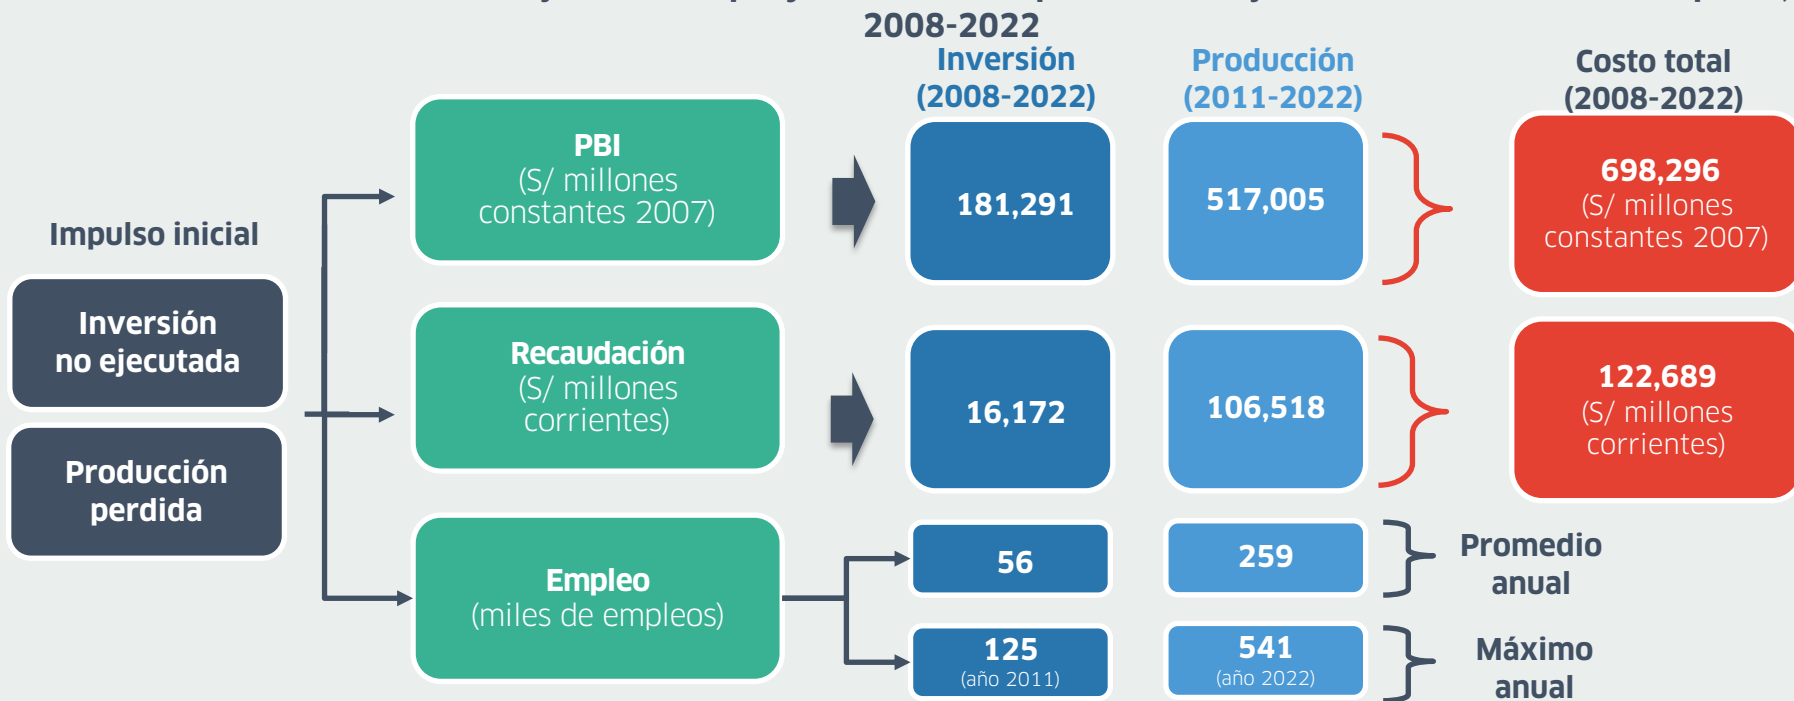 2008-2022
Inversión
(2008-2022)
Producción
(2011-2022)
Costo total
(2008-2022)
Impulso inicial
Inversión
no ejecutada
Producción
perdida
PBI
(S/ millones
constantes 2007)
181,291
517,005
698,296
(S/ millones
constantes 2007)
Recaudación
(S/ millones
corrientes)
16,172
106,518
122,689
(S/ millones
corrientes)
Empleo
(miles de empleos)
56
259
Promedio
anual
125
(año 2011)
541
(año 2022)
Máximo
anual